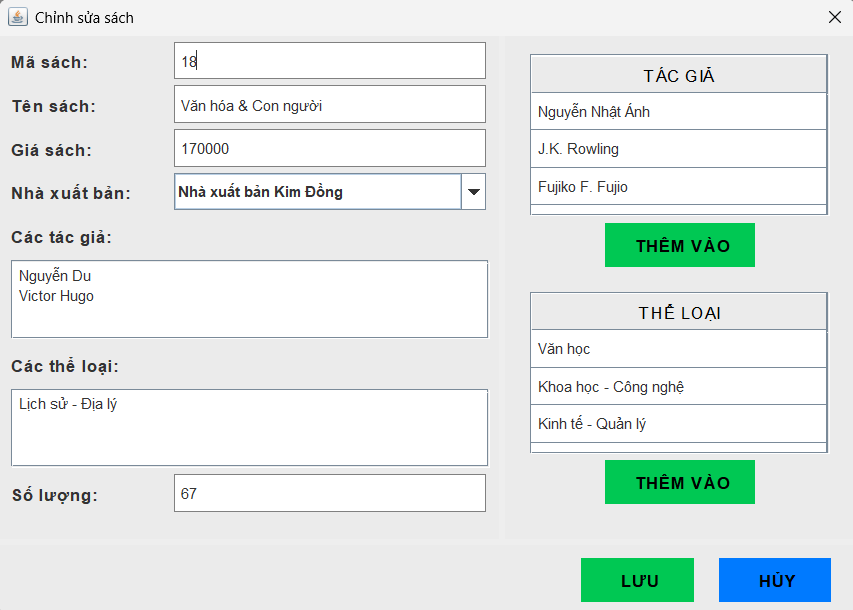 Chỉnh sửa sách
Mã sách:
18
Tên sách:
Văn hóa & Con người
Giá sách:
170000
Nhà xuất bản:
Nhà xuất bản Kim Đồng
Các tác giả:
Nguyễn Du
Victor Hugo
Các thể loại:
Lịch sử - Địa lý
Số lượng:
67
TÁC GIẢ
Nguyễn Nhật Ánh
J.K. Rowling
Fujiko F. Fujio
THÊM VÀO
THỂ LOẠI
Văn học
Khoa học - Công nghệ
Kinh tế - Quản lý
THÊM VÀO
LƯU
HỦY